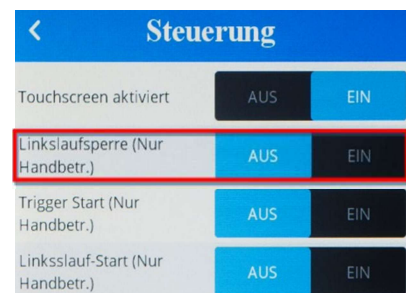 Steuerung
Touchscreen aktiviert AUS EIN
Linkslaufsperre (Nur
Handbetr.) AUS EIN
Trigger Start (Nur
Handbetr.) AUS EIN
Linksslauf-Start (Nur
Handbetr.) AUS EIN